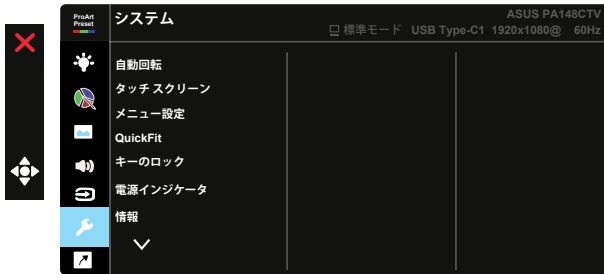 ProArt
Preset
システム
ASUS PA148CTV
標準モード USB Type-C1 1920x1080@ 60Hz
自動回転
タッチ スクリーン
メニュー設定
QuickFit
キーのロック
電源インジケータ
情報